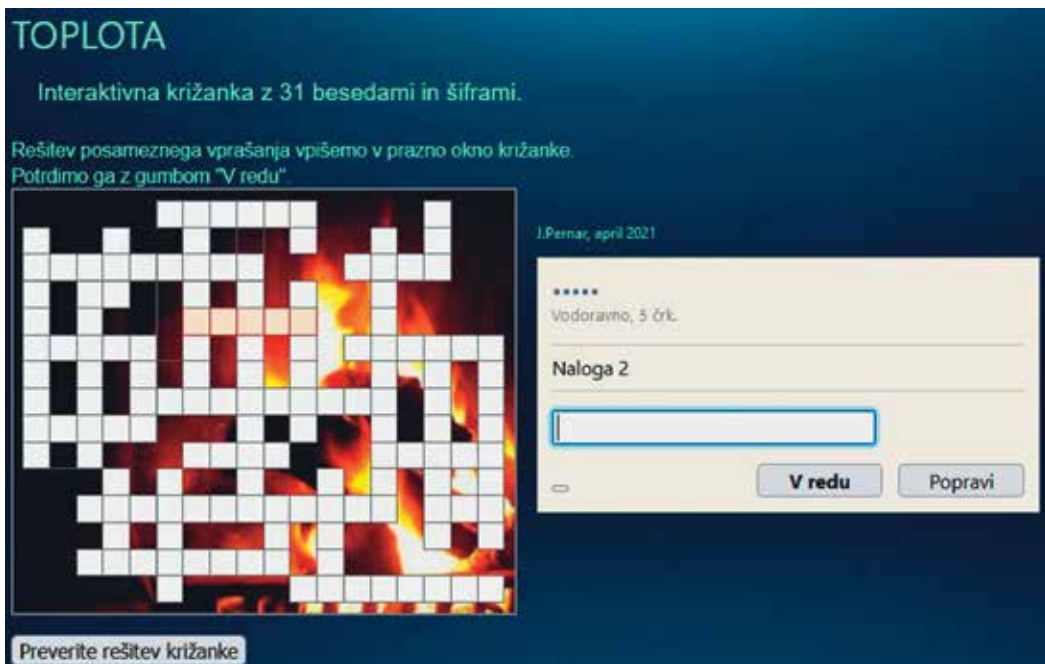 TOPLOTA
Interaktivna križanka z 31 besedami in šiframi.
Rešitev posameznega vprašanja vpišemo v prazno okno križanke.
Potrdimo ga z gumbom "V redu".
J.Pernar, april 2021
*****
Vodoravno, 5 črk.
Naloga 2
V redu
Popravi
Preverite rešitev križanke